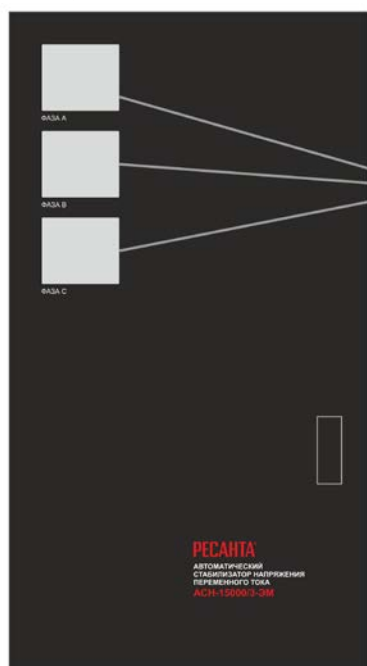 ФАЗА А
ФАЗА В
ФАЗА С
РЕСАНТА
АВТОМАТИЧЕСКИЙ
СТАБИЛИЗАТОР НАПРЯЖЕНИЯ
ПЕРЕМЕННОГО ТОКА
АСН-15000/3-ЭМ